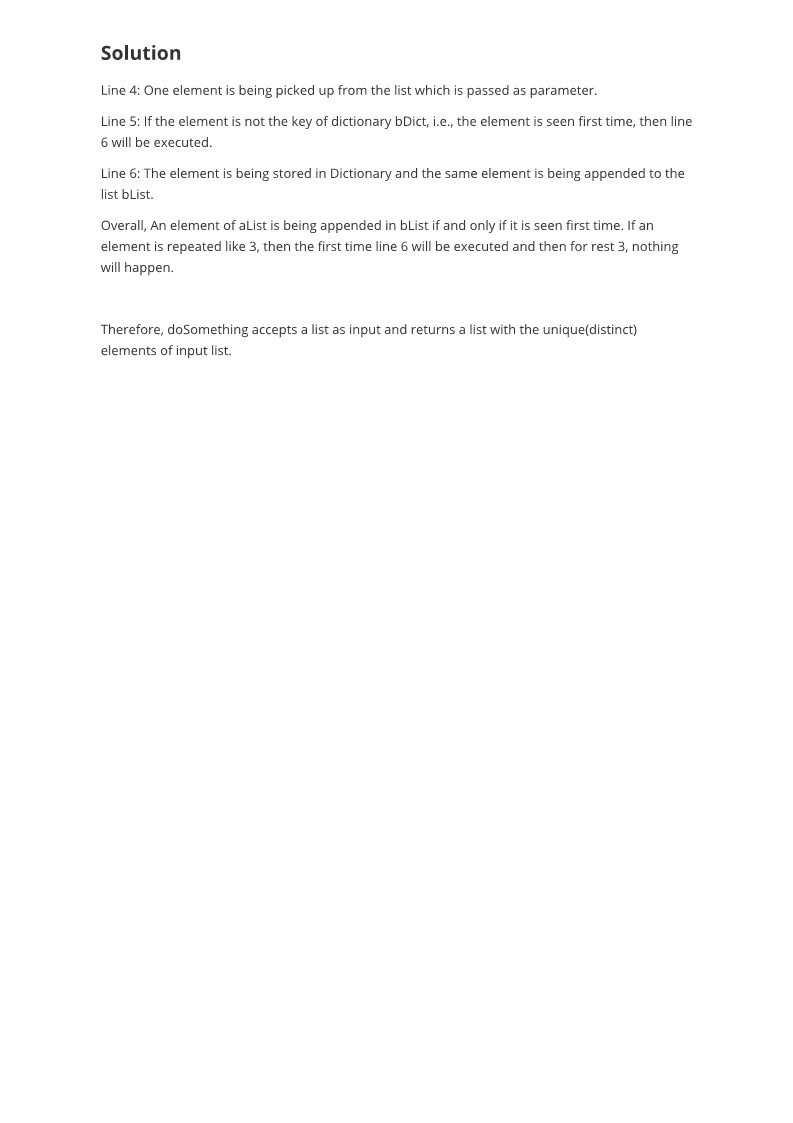 Solution
Line 4: One element is being picked up from the list which is passed as parameter.
Line 5: If the element is not the key of dictionary bDict, i.e., the element is seen first time, then line
6 will be executed.
Line 6: The element is being stored in Dictionary and the same element is being appended to the
list bList.
Overall, An element of aList is being appended in bList if and only if it is seen first time. If an
element is repeated like 3, then the first time line 6 will be executed and then for rest 3, nothing
will happen.
Therefore, doSomething accepts a list as input and returns a list with the unique(distinct)
elements of input list.